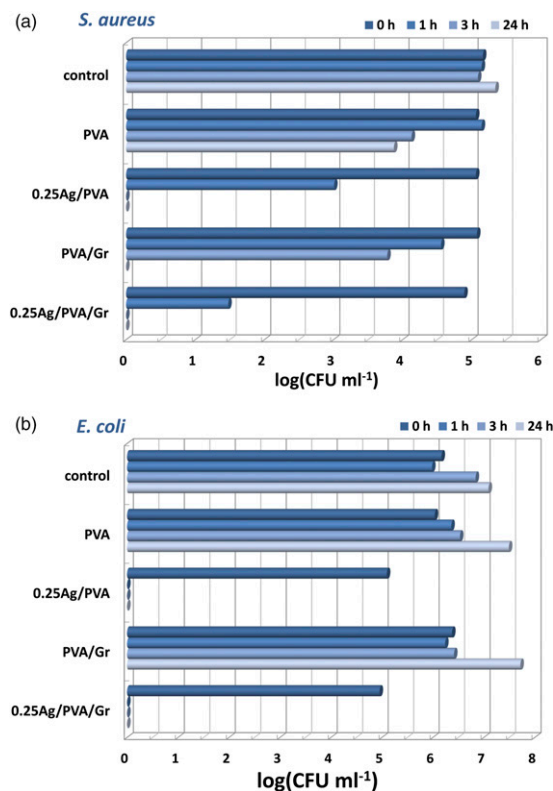 (a) S. aureus
0 h 1 h 3 h 24 h
control
PVA
0.25Ag/PVA
PVA/Gr
0.25Ag/PVA/Gr
0 1 2 3 4 5 6
log(CFU ml⁻¹)
(b) E. coli
0 h 1 h 3 h 24 h
control
PVA
0.25Ag/PVA
PVA/Gr
0.25Ag/PVA/Gr
0 1 2 3 4 5 6 7 8
log(CFU ml⁻¹)